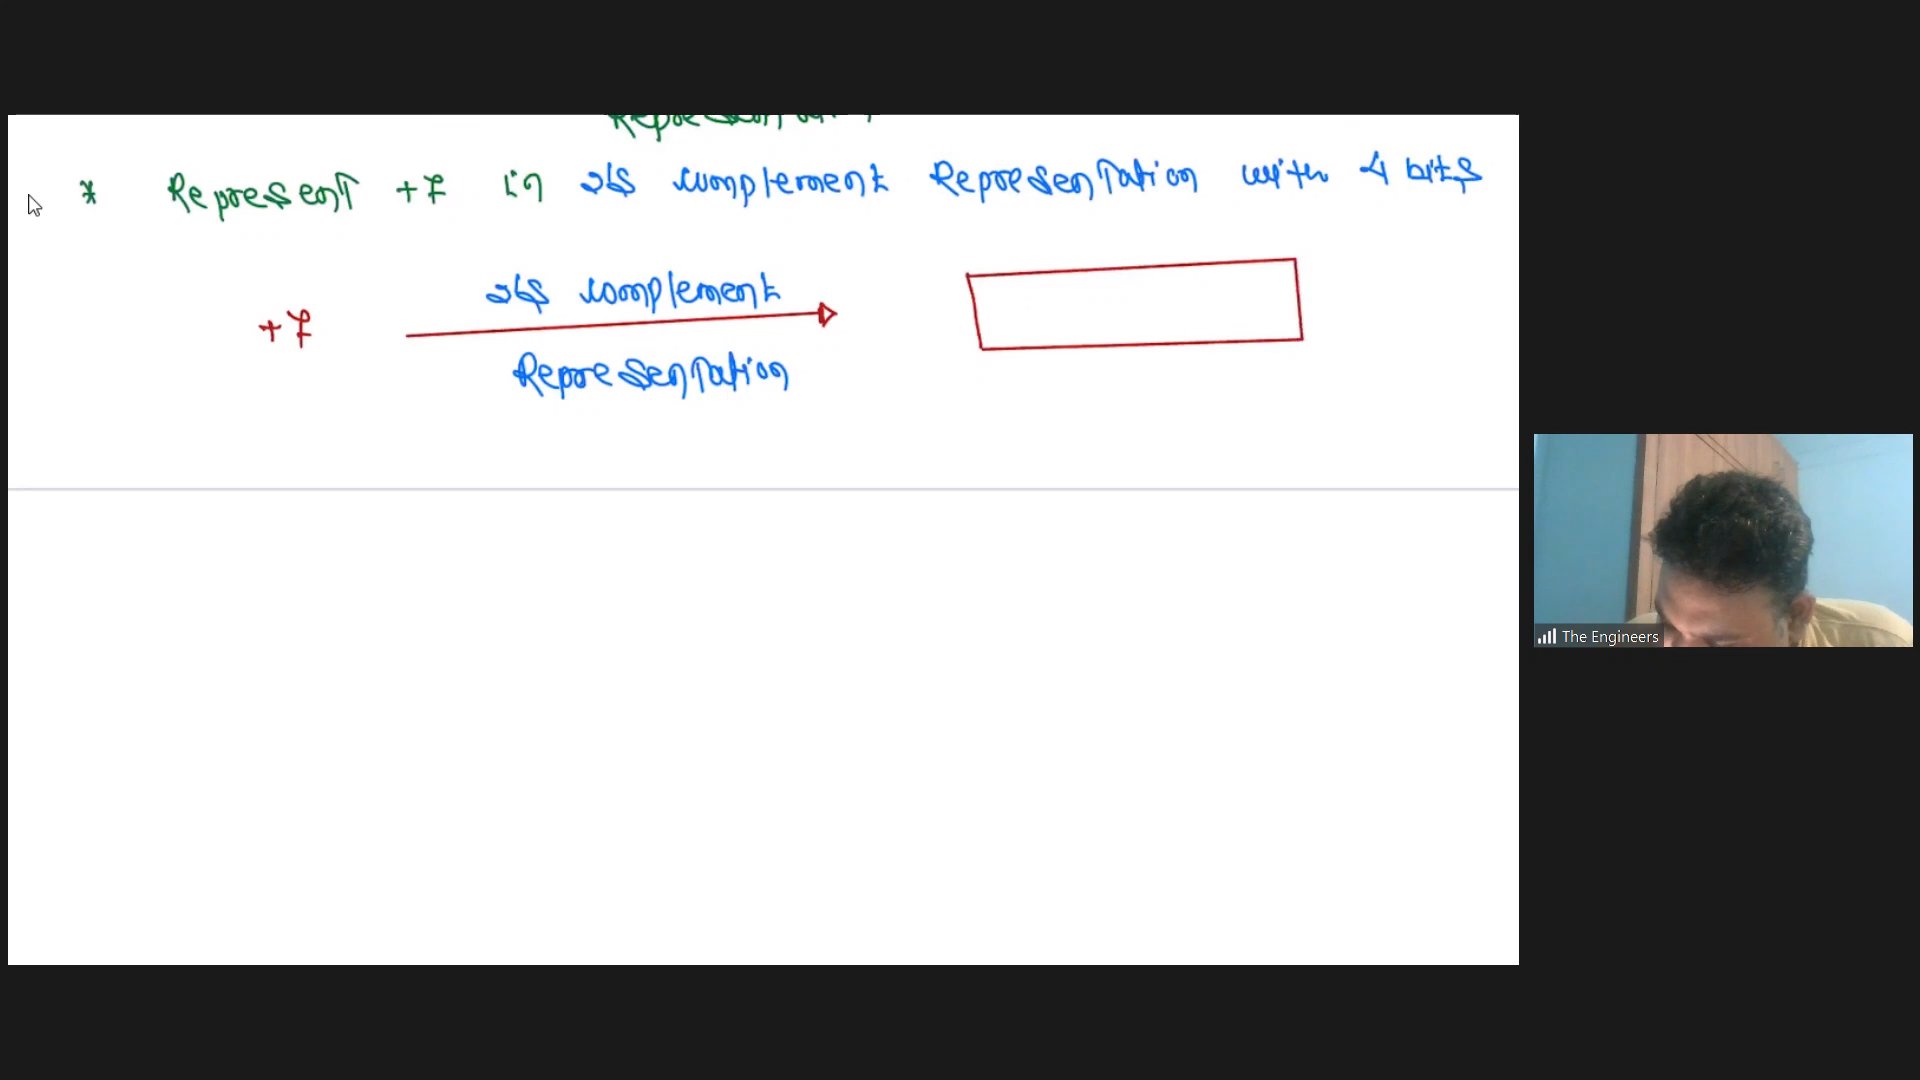 * Represent +7 in 2's complement Representation with 4 bits
2's complement
+7
Representation
The Engineers